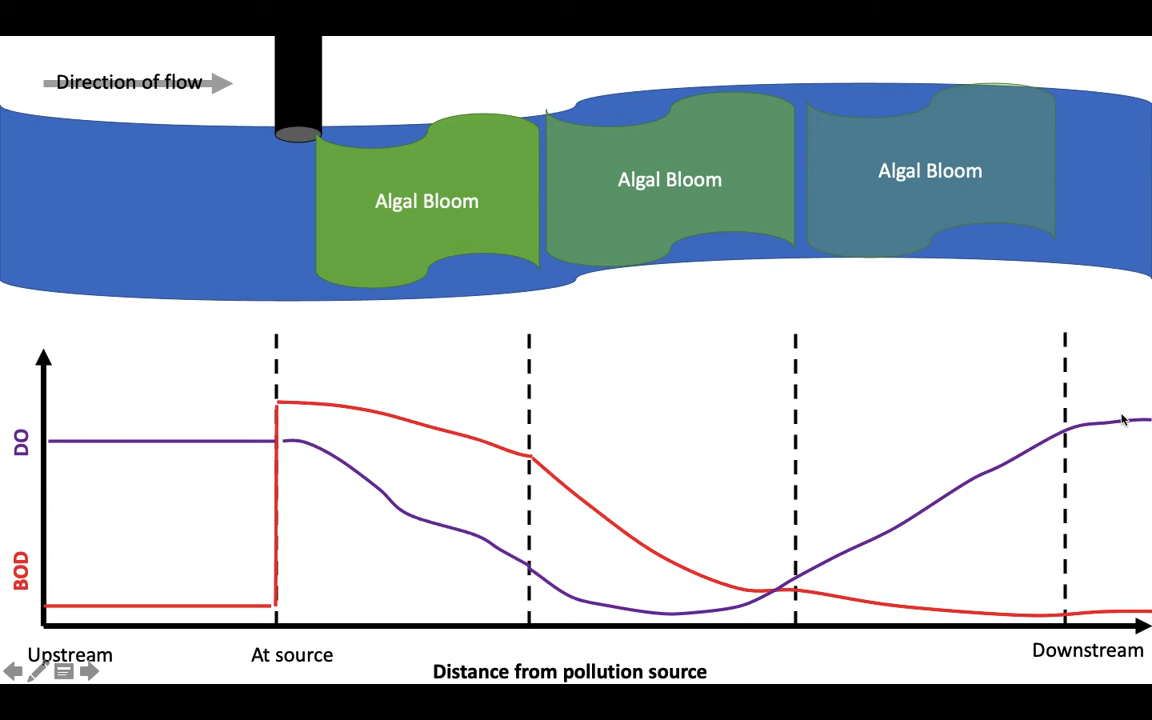 Direction of flow
Algal Bloom
Algal Bloom
Algal Bloom
DO
BOD
Upstream
At source
Downstream
Distance from pollution source